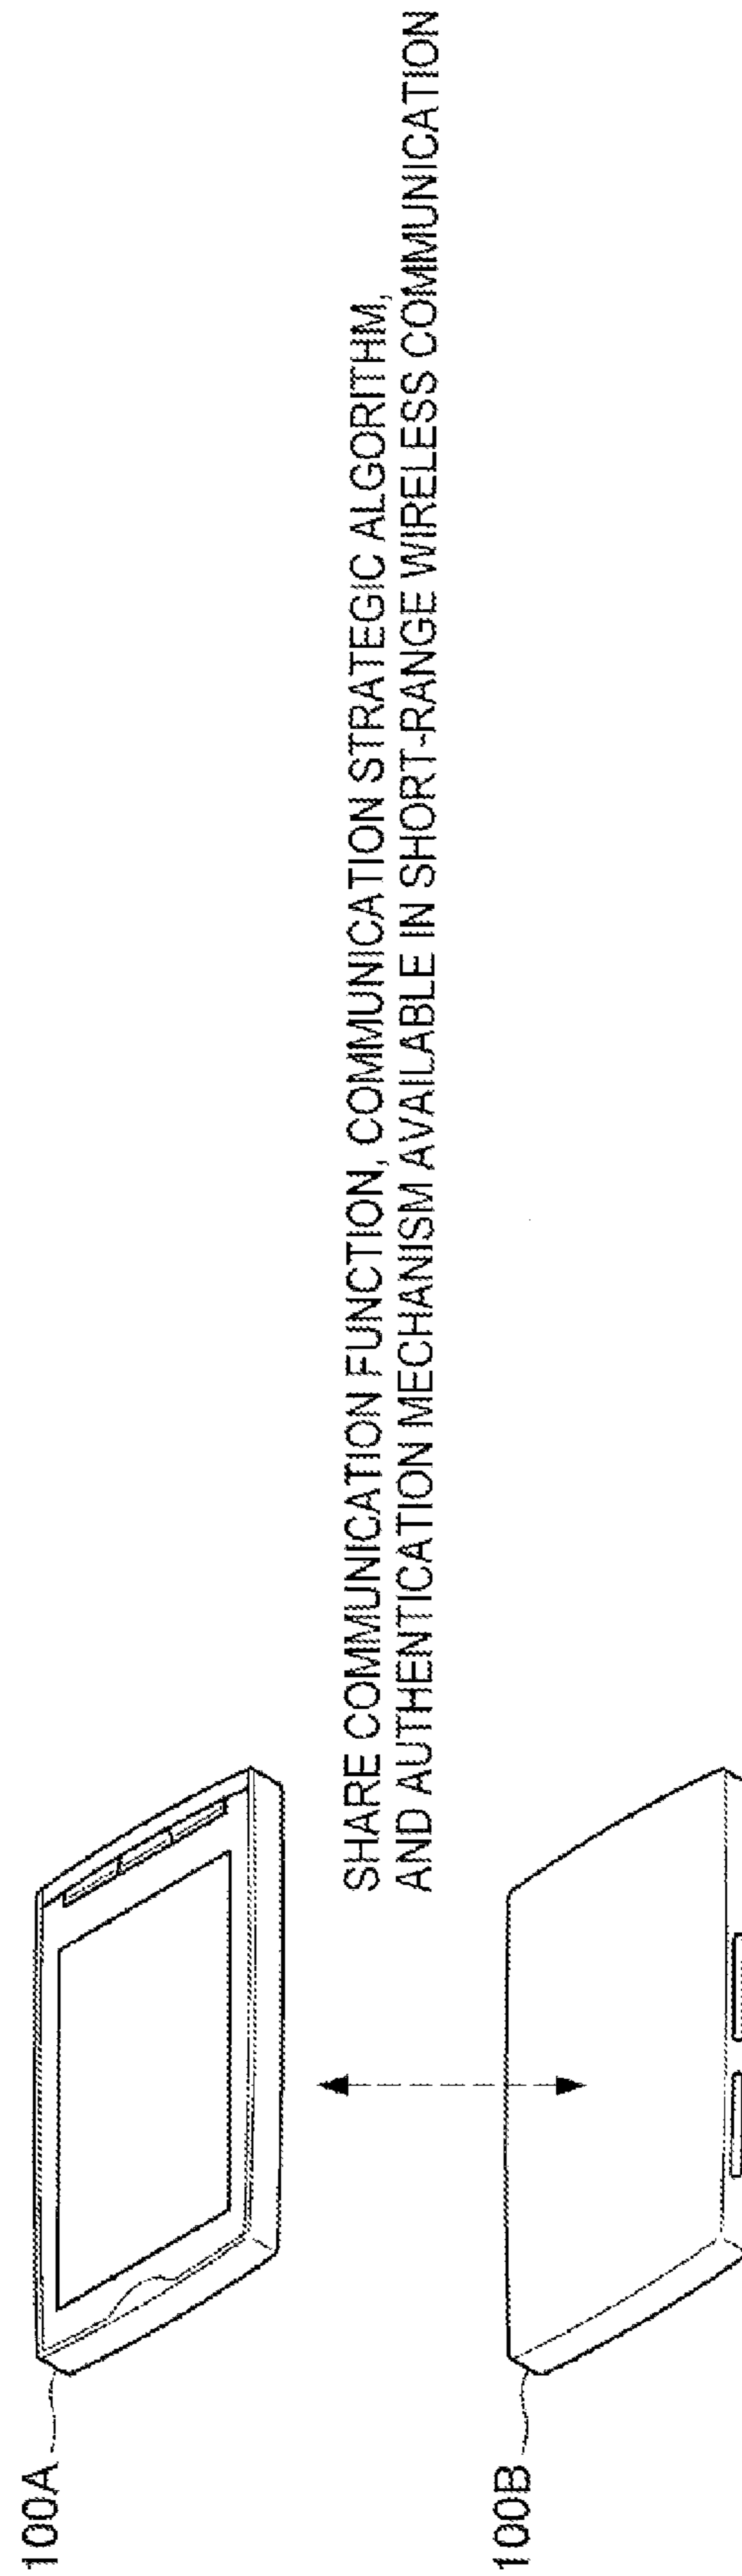 100A
SHARE COMMUNICATION FUNCTION, COMMUNICATION STRATEGIC ALGORITHM,
AND AUTHENTICATION MECHANISM AVAILABLE IN SHORT-RANGE WIRELESS COMMUNICATION
100B